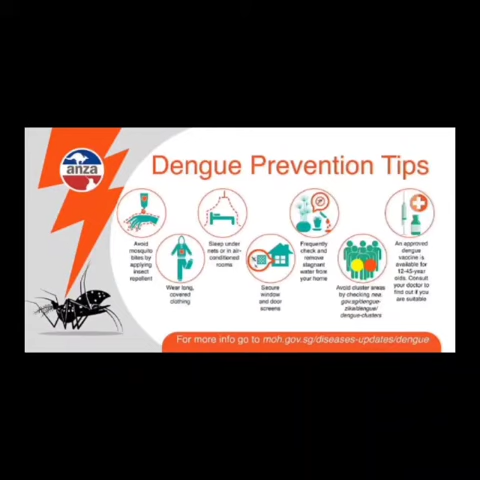 anza
Dengue Prevention Tips
Avoid
mosquito
bites by
applying
insect
repellant
Wear long,
covered
clothing
Sleep under
nets or in air-
conditioned
rooms
Secure
window
and door
screens
Frequently
check and
remove
stagnant
water from
your home
Avoid cluster areas
by checking nea.
gov.sg/dengue-
zika/dengue/
dengue-clusters
An approved
dengue
vaccine is
available for
12-45-year
olds. Consult
your doctor to
find out if you
are suitable
For more info go to moh.gov.sg/diseases-updates/dengue